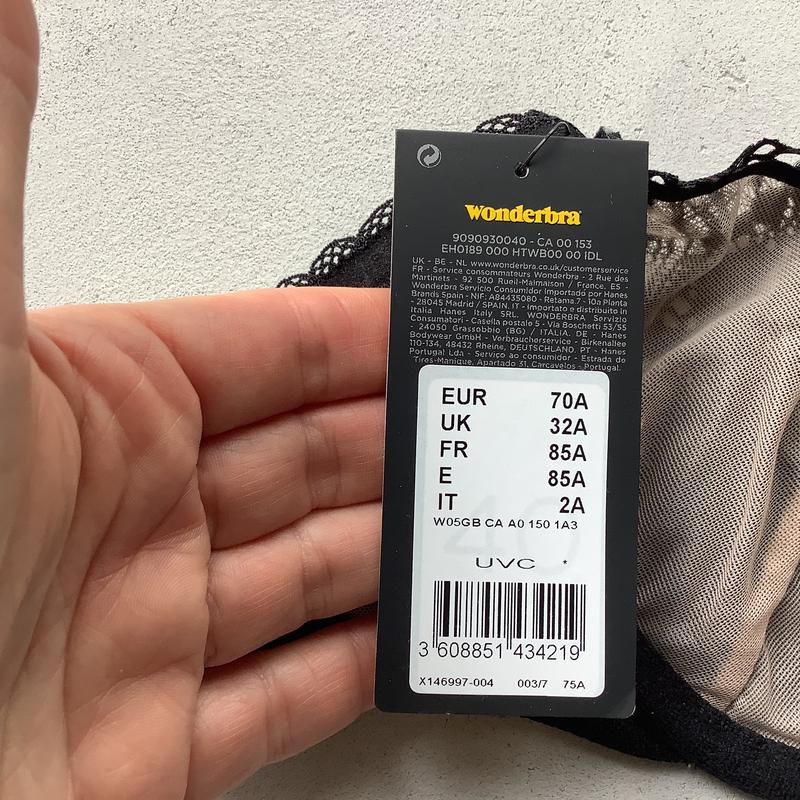 Wonderbra
9090930040 - CA 00 153
EH0189 000 HTWB00 00 IDL
UK - BE - NL www.wonderbra.co.uk/customerservice
FR - Service consommateurs Wonderbra - 2 Rue des
Martinets - 92 500 Rueil-Malmaison / France. ES -
Wonderbra Servicio Consumidor Importado por Hanes
Brands Spain - NIF: A84435080 - Retama 7 - 10a Planta
- 28045 Madrid / SPAIN. IT - Importato e distribuito in
Italia Hanes Italy SRL. WONDERBRA Servizio
Consumatori - Casella postale 5 - Via Boschetti 53/55
- 24050 Grassobbio (BG) / ITALIA. DE - Hanes
Bodywear GmbH - Verbraucherservice - Birkenallee
110-134, 48432 Rheine, DEUTSCHLAND. PT - Hanes
Portugal Lda - Serviço ao consumidor - Estrada de
Tires-Manique, Apartado 31, Carcavelos - Portugal.
EUR 70A
UK 32A
FR 85A
E 85A
IT 2A
W05GB CA A0 150 1A3
UVC *
3 608851 434219
X146997-004 003/7 75A